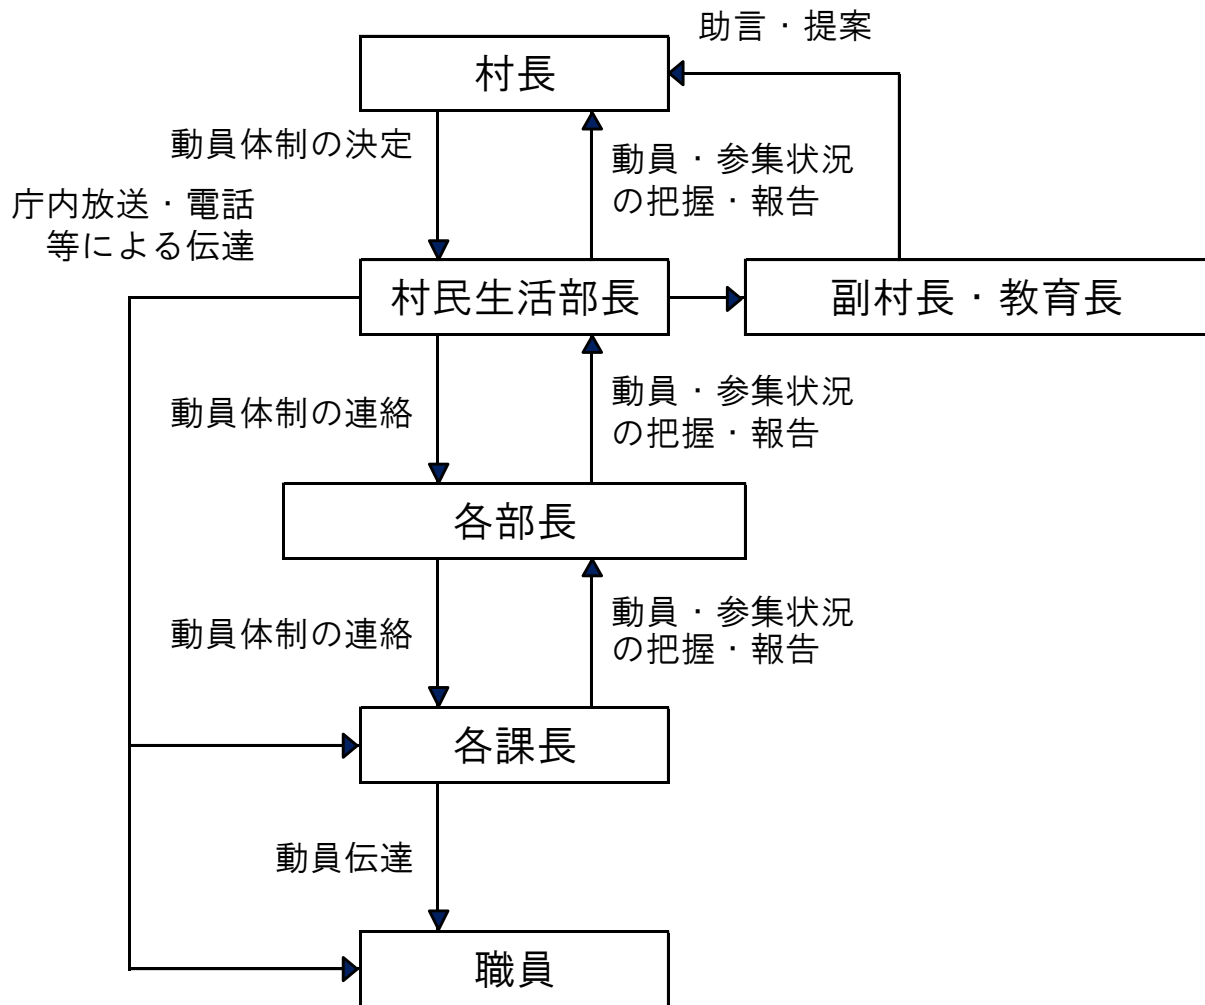 助言・提案
村長
動員体制の決定
動員・参集状況
の把握・報告
庁内放送・電話
等による伝達
村民生活部長
副村長・教育長
動員体制の連絡
動員・参集状況
の把握・報告
各部長
動員体制の連絡
動員・参集状況
の把握・報告
各課長
動員伝達
職員